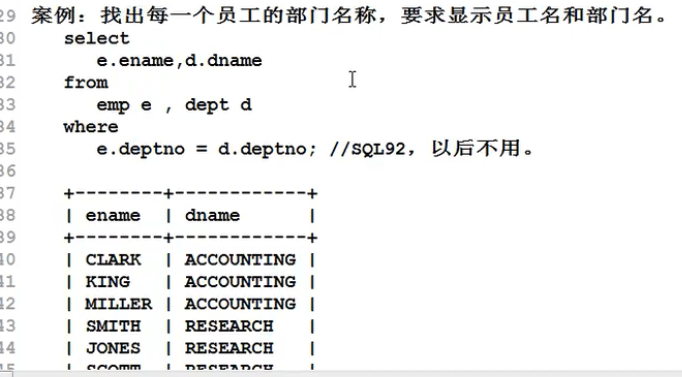 29 案例：找出每一个员工的部门名称，要求显示员工名和部门名。
30 select
31 e.ename,d.dname
32 from
33 emp e , dept d
34 where
35 e.deptno = d.deptno; //SQL92，以后不用。
36
37 +--------+------------+
38 | ename | dname |
39 +--------+------------+
40 | CLARK | ACCOUNTING |
41 | KING | ACCOUNTING |
42 | MILLER | ACCOUNTING |
43 | SMITH | RESEARCH |
44 | JONES | RESEARCH |
45 | SCOTT | RESEARCH |